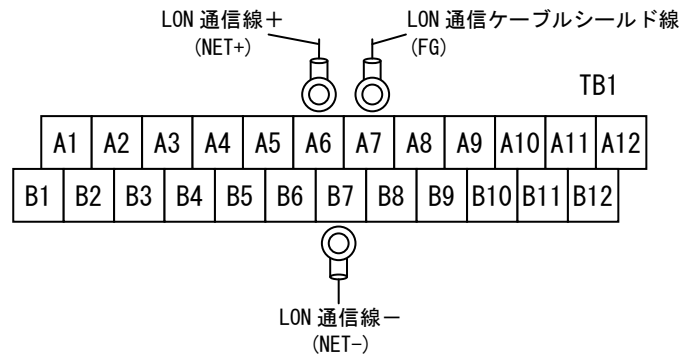 LON 通信線＋
(NET+)
LON 通信ケーブルシールド線
(FG)
TB1
A1 A2 A3 A4 A5 A6 A7 A8 A9 A10 A11 A12
B1 B2 B3 B4 B5 B6 B7 B8 B9 B10 B11 B12
LON 通信線－
(NET-)